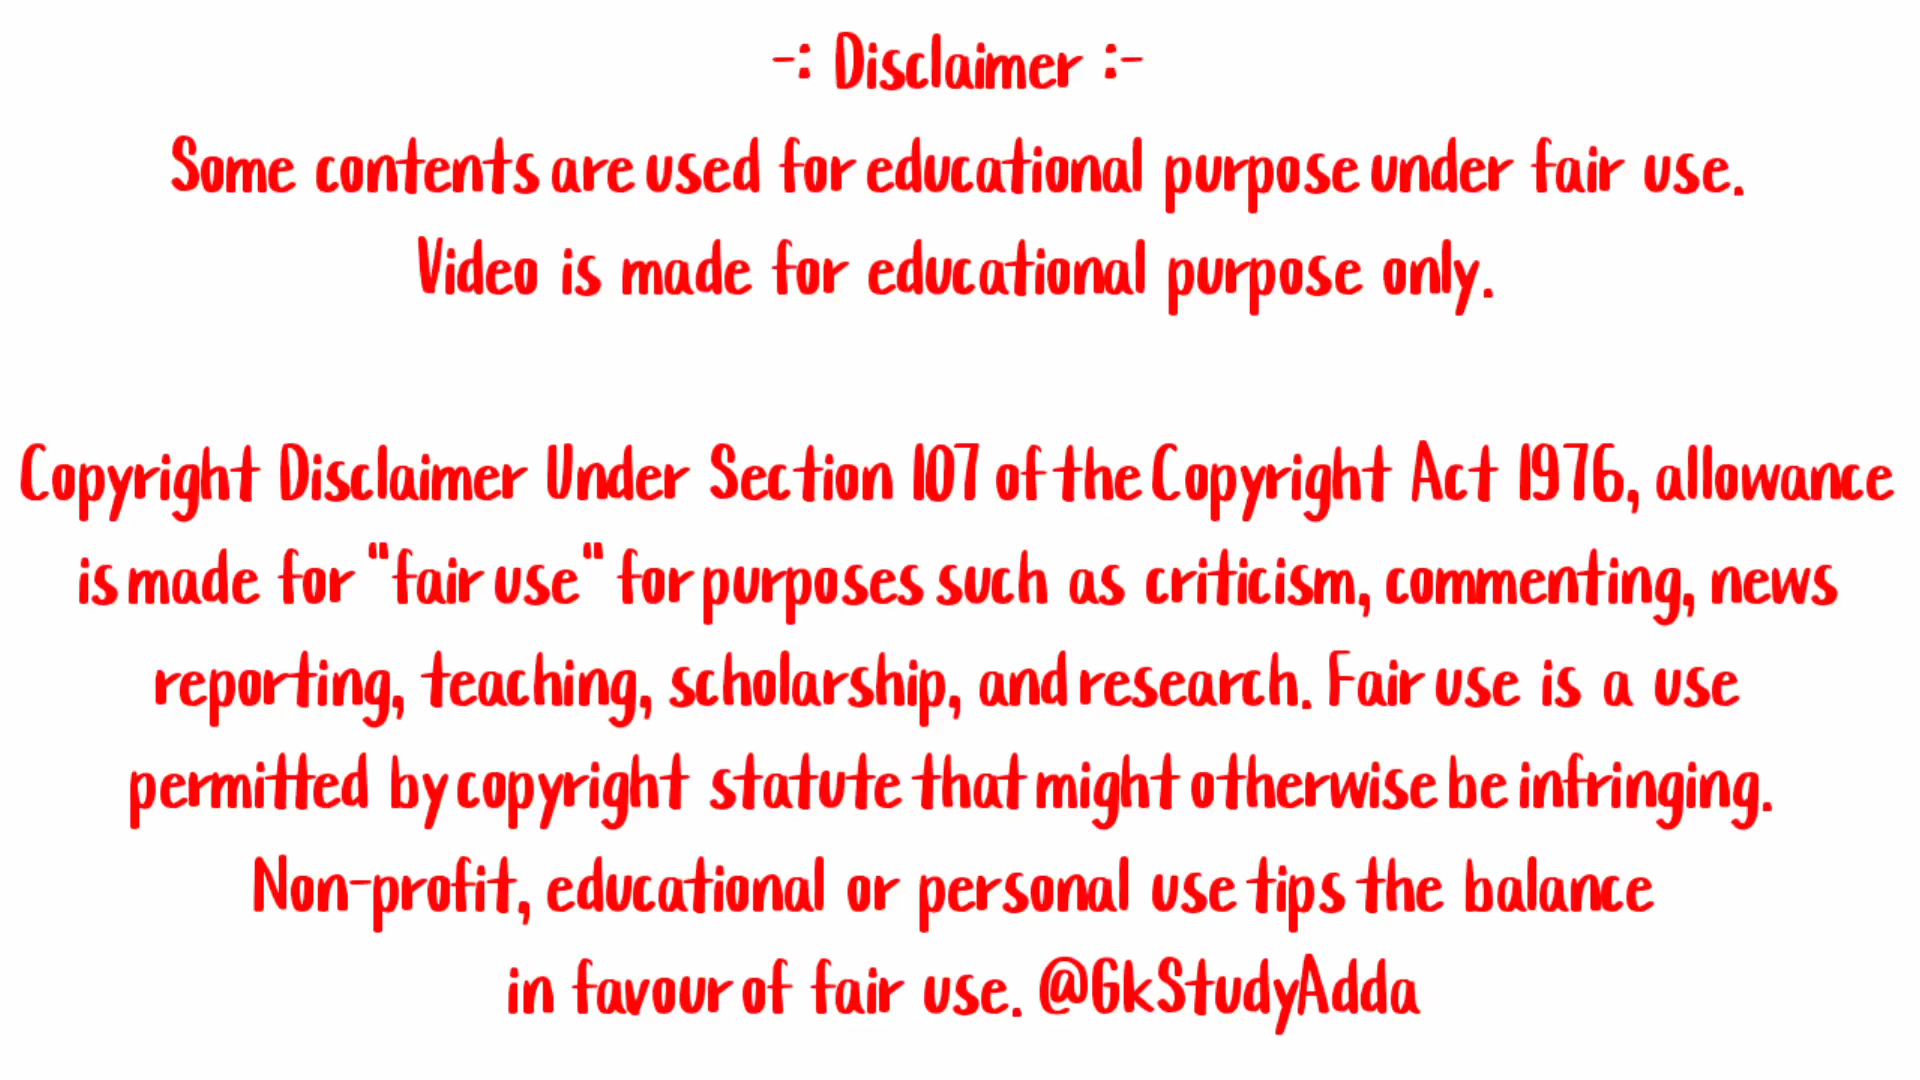 -: Disclaimer :-
Some contents are used for educational purpose under fair use.
Video is made for educational purpose only.
Copyright Disclaimer Under Section 107 of the Copyright Act 1976, allowance
is made for "fair use" for purposes such as criticism, commenting, news
reporting, teaching, scholarship, and research. Fair use is a use
permitted by copyright statute that might otherwise be infringing.
Non-profit, educational or personal use tips the balance
in favour of fair use. @GkStudyAdda